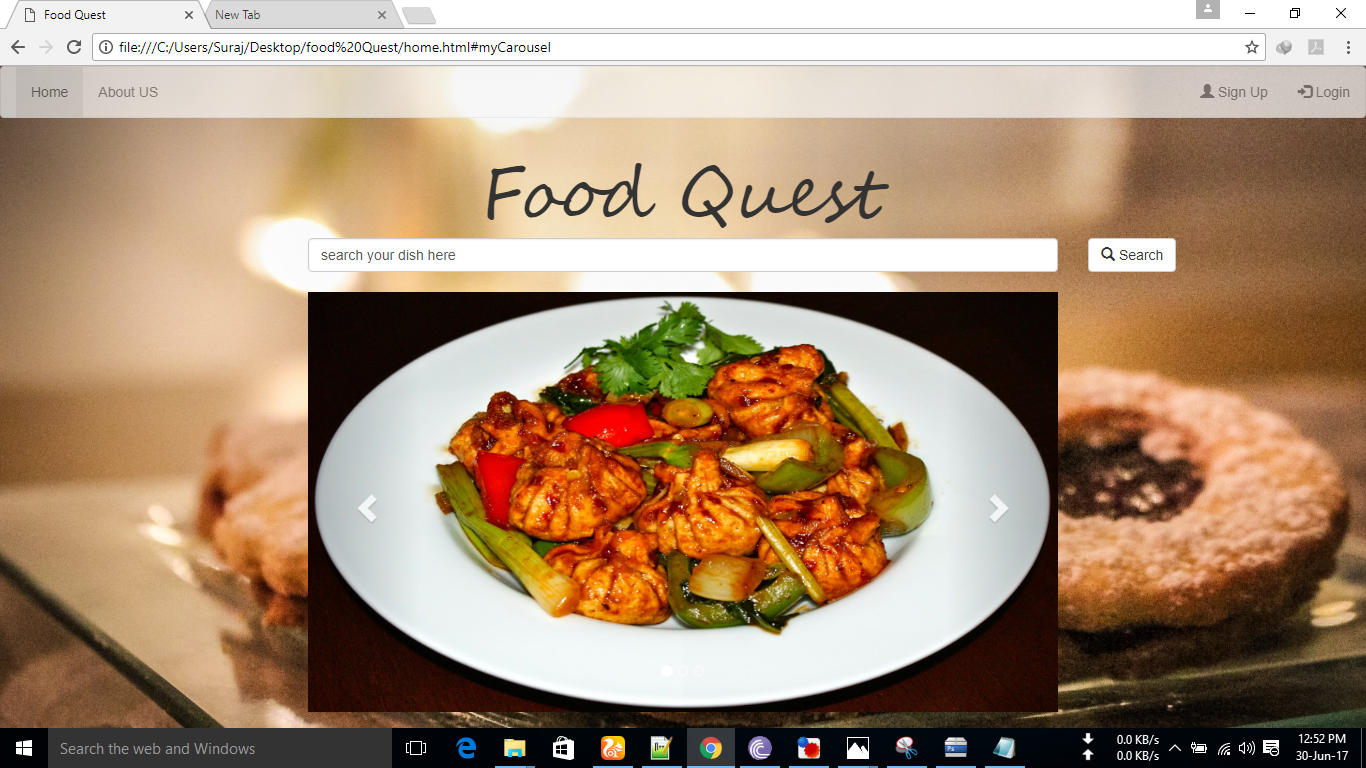 Food Quest
New Tab
file:///C:/Users/Suraj/Desktop/food%20Quest/home.html#myCarousel
Home
About US
Sign Up
Login
Food Quest
search your dish here
Search
Search the web and Windows
0.0 KB/s
0.0 KB/s
12:52 PM
30-Jun-17